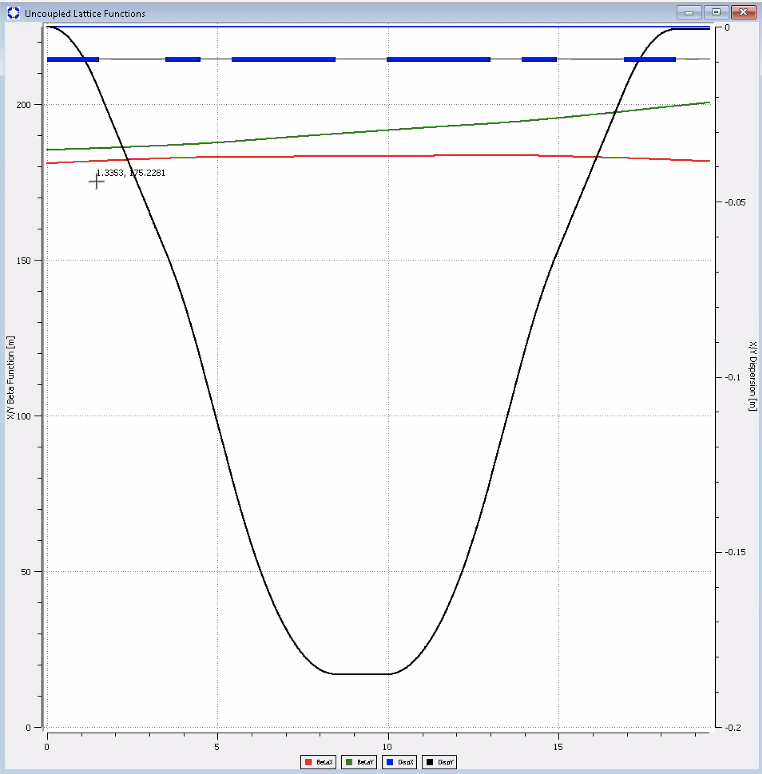 Uncoupled Lattice Functions
X/Y Beta Function [m]
200
150
100
50
0
1.3353, 175.2281
0
-0.05
-0.1
-0.15
-0.2
X/Y Dispersion [m]
0
5
10
15
BetaX
BetaY
DispX
DispY